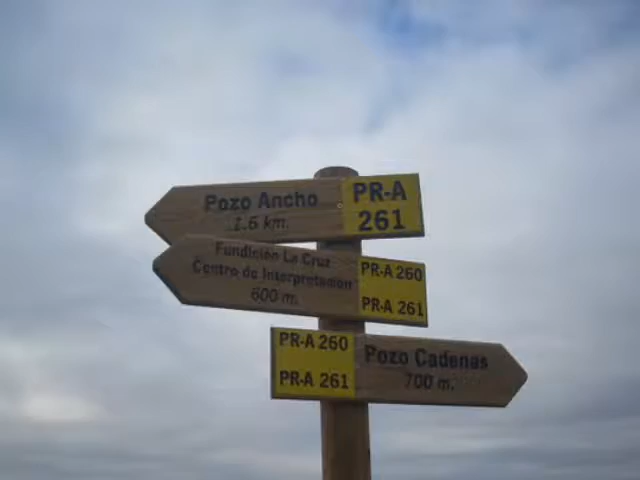 Pozo Ancho
1.6 km.
PR-A
261
Fundición La Cruz
Centro de Interpretación
600 m.
PR-A 260
PR-A 261
PR-A 260
PR-A 261
Pozo Cadenas
700 m.